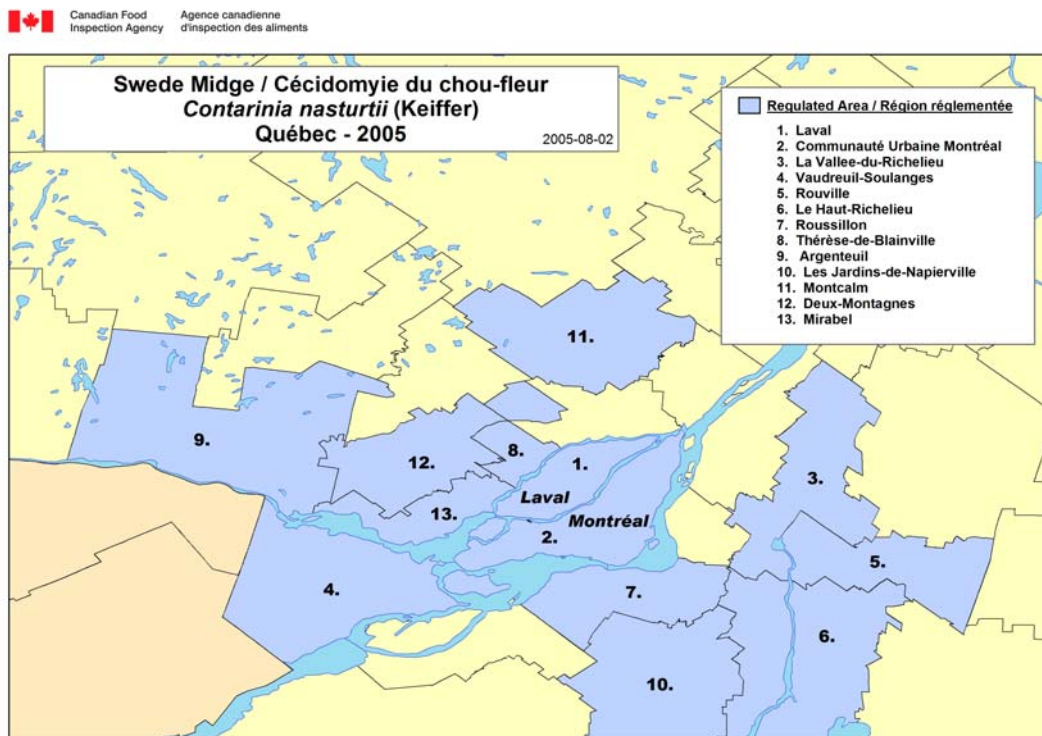 Canadian Food
Inspection Agency
Agence canadienne
d'inspection des aliments
Swede Midge / Cécidomyie du chou-fleur
Contarinia nasturtii (Keiffer)
Québec - 2005
2005-08-02
Regulated Area / Région réglementée
1. Laval
2. Communauté Urbaine Montréal
3. La Vallee-du-Richelieu
4. Vaudreuil-Soulanges
5. Rouville
6. Le Haut-Richelieu
7. Roussillon
8. Thérèse-de-Blainville
9. Argenteuil
10. Les Jardins-de-Napierville
11. Montcalm
12. Deux-Montagnes
13. Mirabel
11.
9.
12.
8.
1.
3.
Laval
13.
Montréal
2.
5.
4.
7.
6.
10.